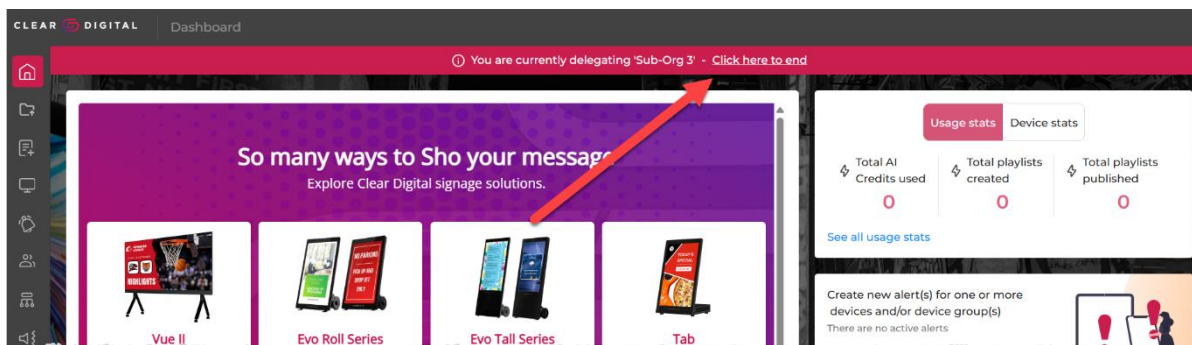 CLEAR DIGITAL Dashboard
You are currently delegating 'Sub-Org 3' - Click here to end
So many ways to Sho your message
Explore Clear Digital signage solutions.
HIGHLIGHTS
NO PARKING
PICK UP AND
DROP OFF
ONLY
TODAY'S
SPECIAL
Vue II
Evo Roll Series
Evo Tall Series
Tab
Usage stats Device stats
Total AI
Credits used
0
Total playlists
created
0
Total playlists
published
0
See all usage stats
Create new alert(s) for one or more
devices and/or device group(s)
There are no active alerts